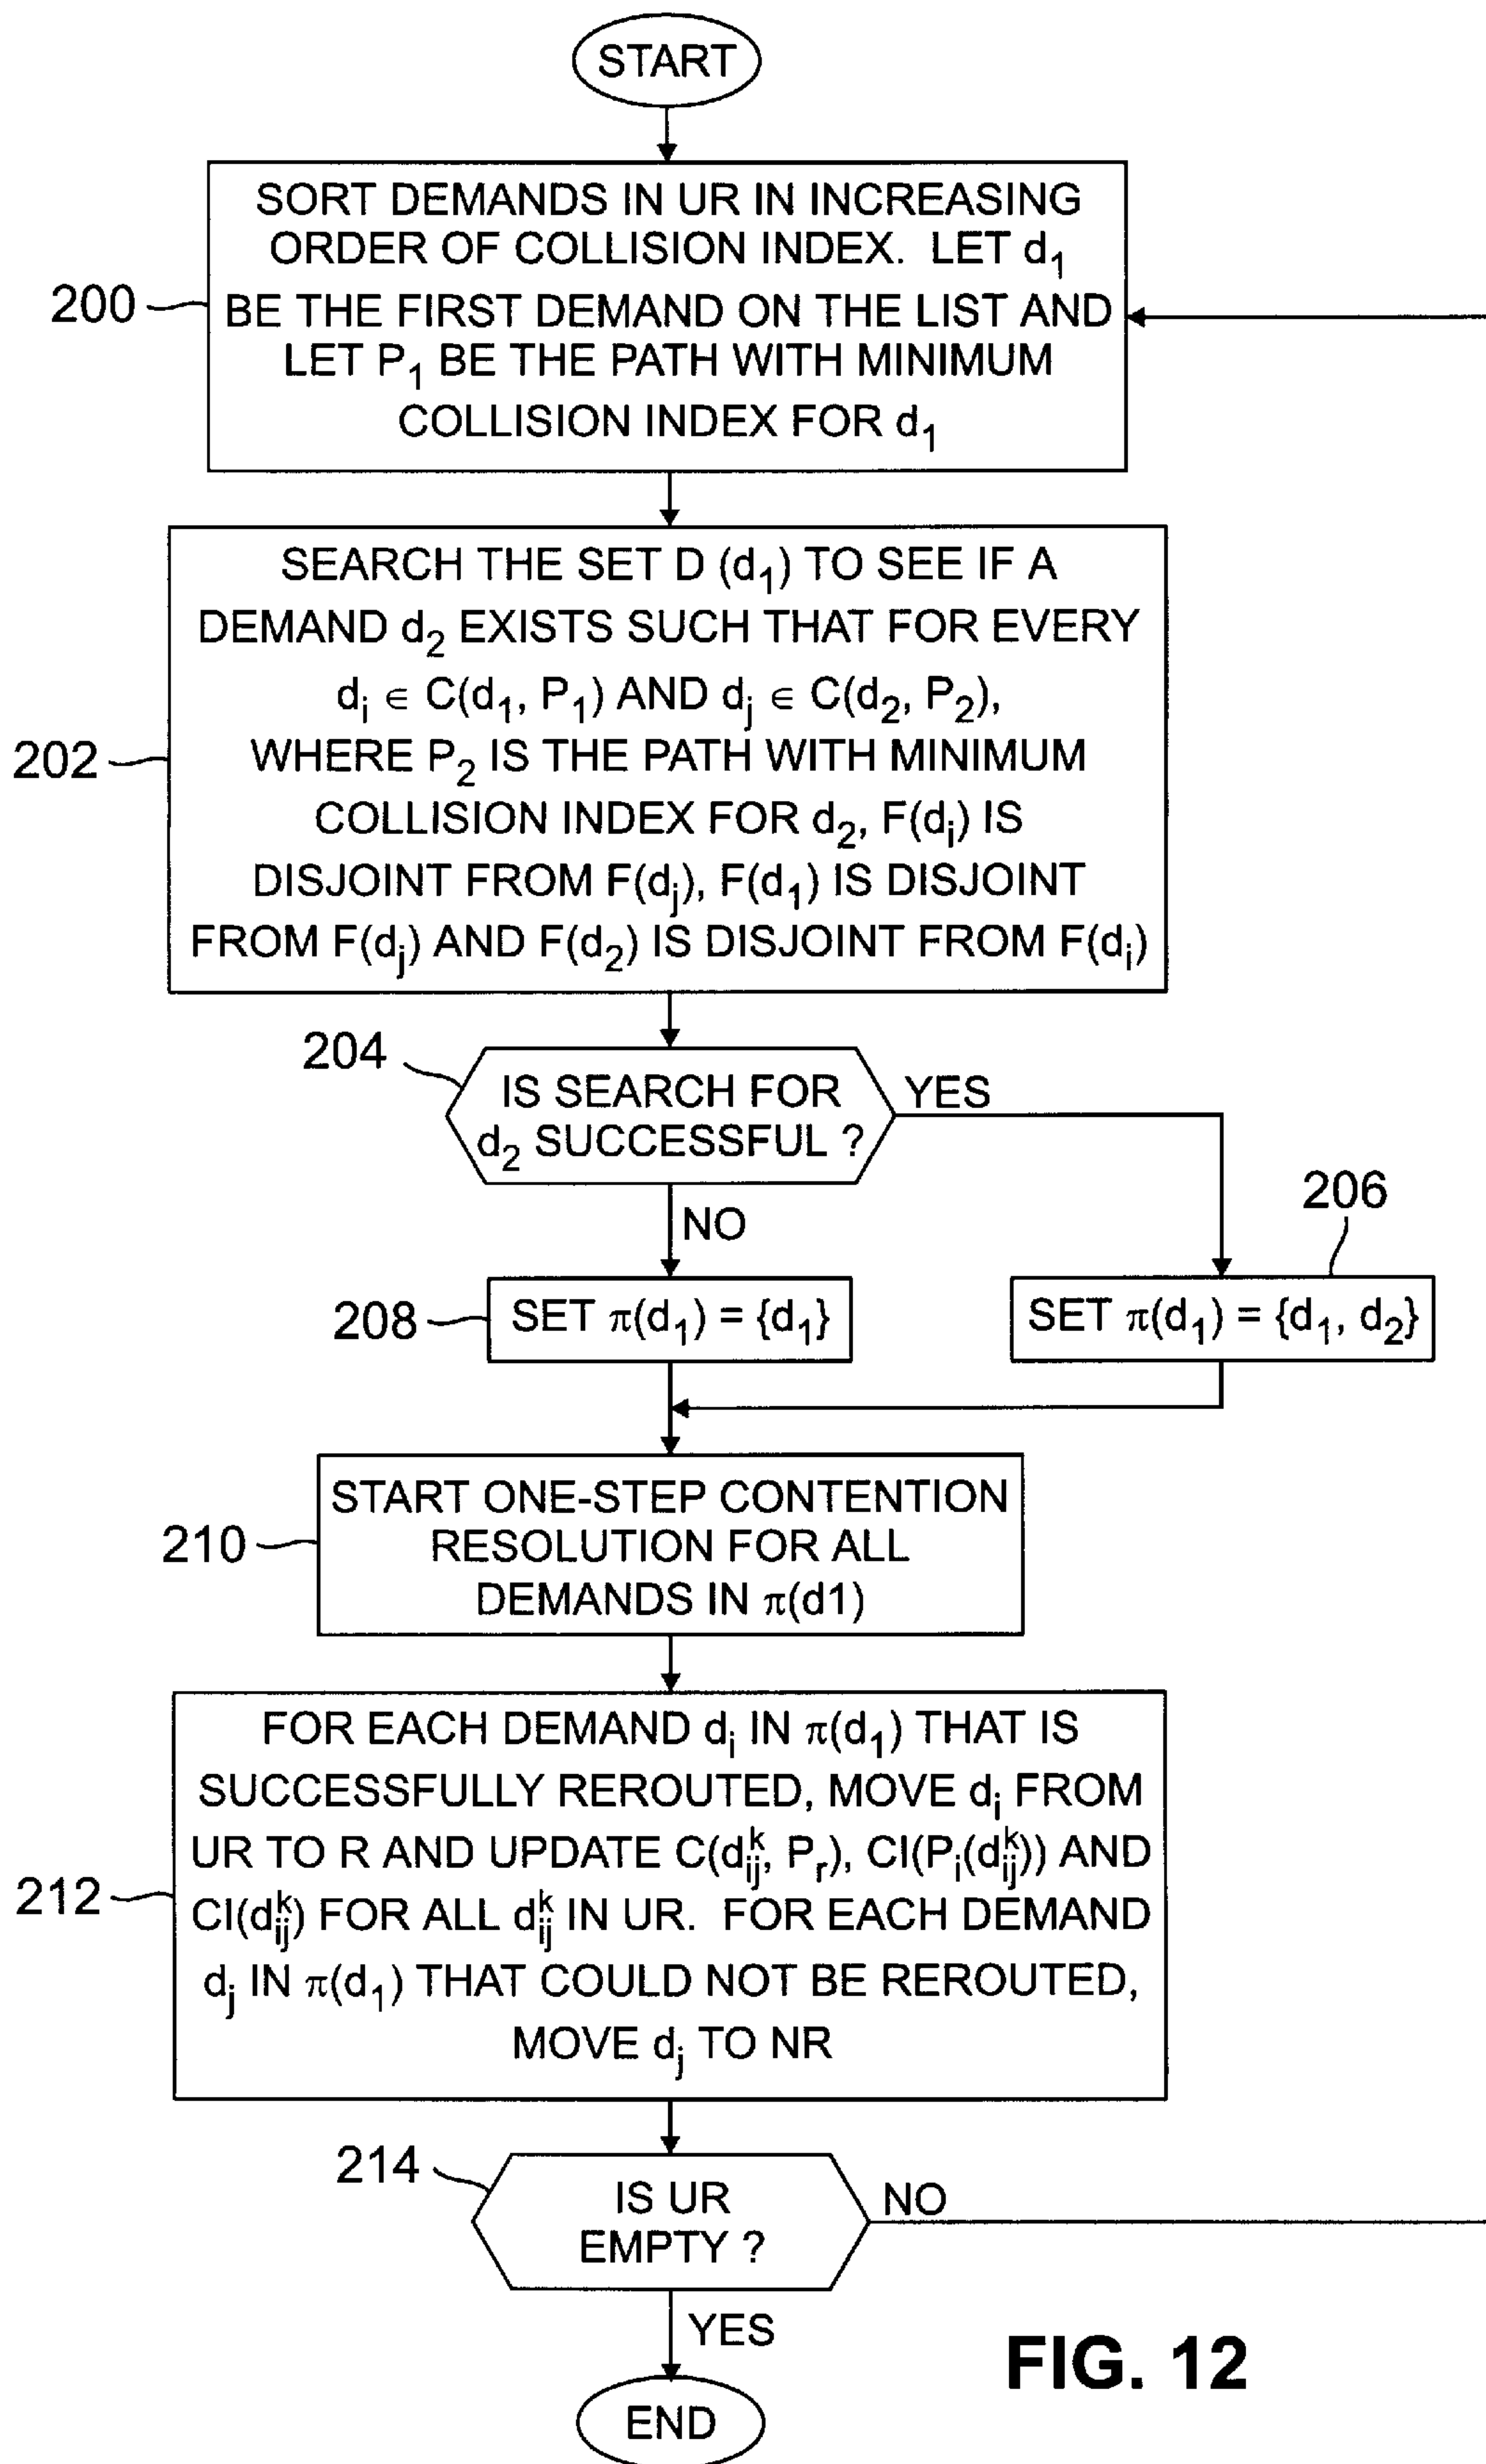 START
SORT DEMANDS IN UR IN INCREASING
ORDER OF COLLISION INDEX. LET d₁
BE THE FIRST DEMAND ON THE LIST AND
LET P₁ BE THE PATH WITH MINIMUM
COLLISION INDEX FOR d₁
200
SEARCH THE SET D (d₁) TO SEE IF A
DEMAND d₂ EXISTS SUCH THAT FOR EVERY
dᵢ ∈ C(d₁, P₁) AND dⱼ ∈ C(d₂, P₂),
WHERE P₂ IS THE PATH WITH MINIMUM
COLLISION INDEX FOR d₂, F(dᵢ) IS
DISJOINT FROM F(dⱼ), F(d₁) IS DISJOINT
FROM F(dⱼ) AND F(d₂) IS DISJOINT FROM F(dᵢ)
202
204
IS SEARCH FOR
d₂ SUCCESSFUL ?
YES
NO
206
208
SET π(d₁) = {d₁}
SET π(d₁) = {d₁, d₂}
START ONE-STEP CONTENTION
RESOLUTION FOR ALL
DEMANDS IN π(d1)
210
FOR EACH DEMAND dᵢ IN π(d₁) THAT IS
SUCCESSFULLY REROUTED, MOVE dᵢ FROM
UR TO R AND UPDATE C(dᵢⱼᵏ, Pᵣ), CI(Pᵢ(dᵢⱼᵏ)) AND
CI(dᵢⱼᵏ) FOR ALL dᵢⱼᵏ IN UR. FOR EACH DEMAND
dⱼ IN π(d₁) THAT COULD NOT BE REROUTED,
MOVE dⱼ TO NR
212
214
IS UR
EMPTY ?
NO
YES
END
FIG. 12